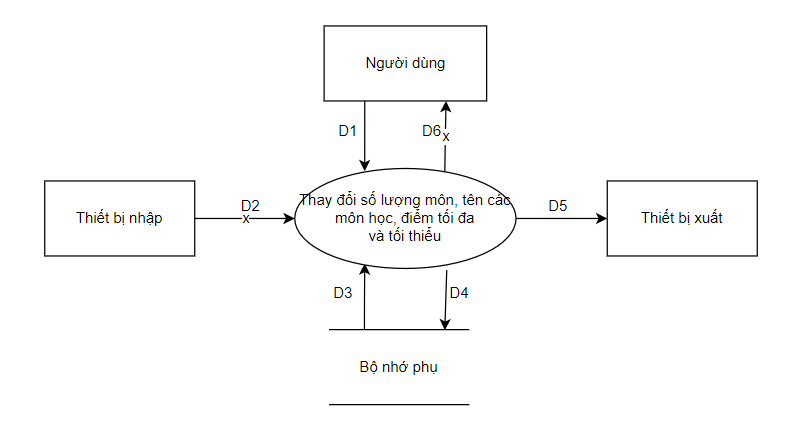 Người dùng
D1
D6
x
Thiết bị nhập
D2
x
Thay đổi số lượng môn, tên các
môn học, điểm tối đa
và tối thiểu
D5
Thiết bị xuất
D3
D4
Bộ nhớ phụ